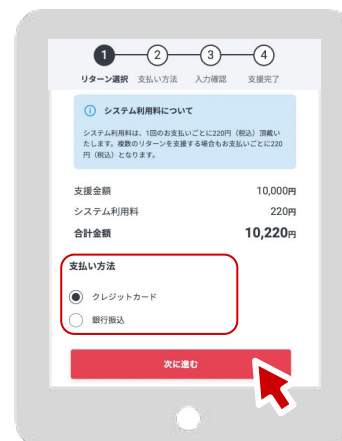 1 2 3 4
リターン選択 支払い方法 入力確認 支援完了
システム利用料について
システム利用料は、1回のお支払いごとに220円（税込）頂戴い
たします。複数のリターンを支援する場合もお支払いごとに220
円（税込）となります。
支援金額 10,000円
システム利用料 220円
合計金額 10,220円
支払い方法
クレジットカード
銀行振込
次に進む